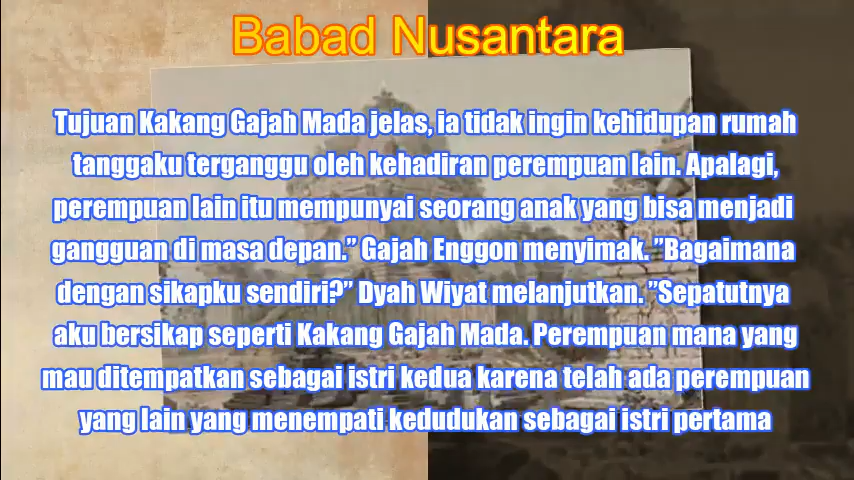 Babad Nusantara
Tujuan Kakang Gajah Mada jelas, ia tidak ingin kehidupan rumah
tanggaku terganggu oleh kehadiran perempuan lain. Apalagi,
perempuan lain itu mempunyai seorang anak yang bisa menjadi
gangguan di masa depan.” Gajah Enggon menyimak. ”Bagaimana
dengan sikapku sendiri?” Dyah Wiyat melanjutkan. ”Sepatutnya
aku bersikap seperti Kakang Gajah Mada. Perempuan mana yang
mau ditempatkan sebagai istri kedua karena telah ada perempuan
yang lain yang menempati kedudukan sebagai istri pertama